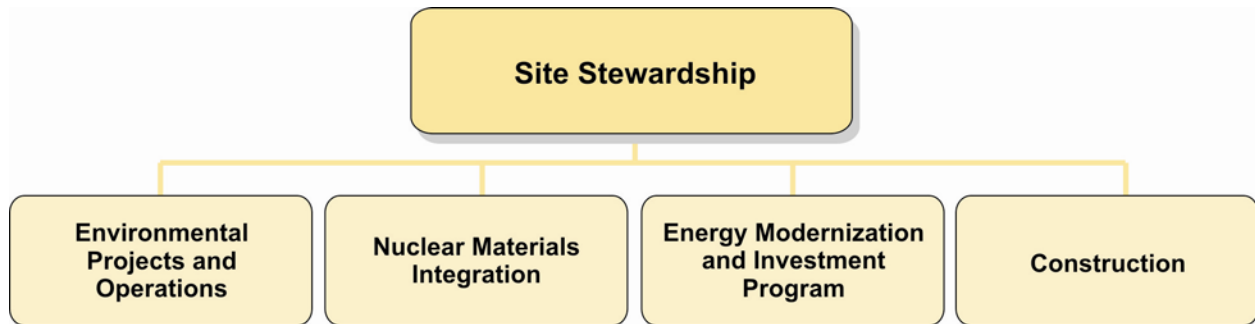 Site Stewardship
Environmental
Projects and
Operations
Nuclear Materials
Integration
Energy Modernization
and Investment
Program
Construction